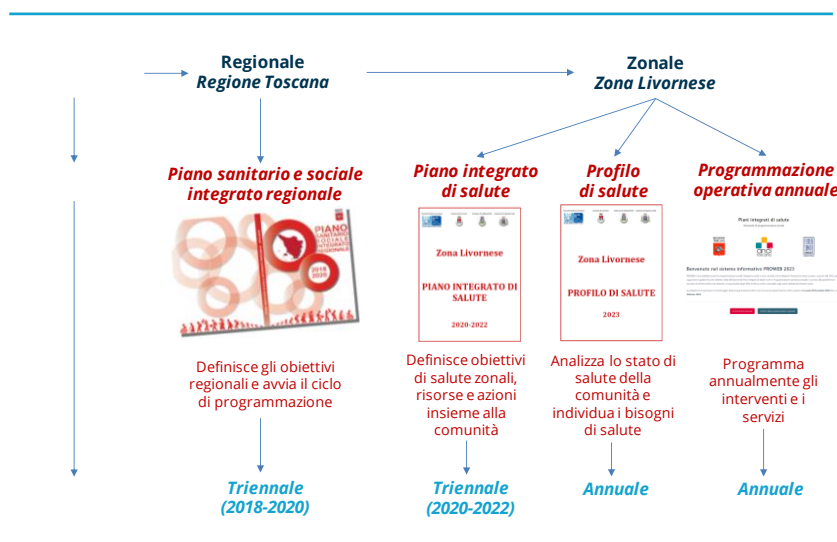 Regionale
Regione Toscana
Zonale
Zona Livornese
Piano sanitario e sociale
integrato regionale
Piano integrato
di salute
Profilo
di salute
Programmazione
operativa annuale
PIANO
SANITARIO
SOCIALE
INTEGRATO
REGIONALE
2018
2020
Zona Livornese
PIANO INTEGRATO DI
SALUTE
2020-2022
Zona Livornese
PROFILO DI SALUTE
2023
Piani integrati di salute
Benvenuto nel sistema informativo PROWEB 2023
Definisce gli obiettivi
regionali e avvia il ciclo
di programmazione
Definisce obiettivi
di salute zonali,
risorse e azioni
insieme alla
comunità
Analizza lo stato di
salute della
comunità e
individua i bisogni
di salute
Programma
annualmente gli
interventi e i
servizi
Triennale
(2018-2020)
Triennale
(2020-2022)
Annuale
Annuale